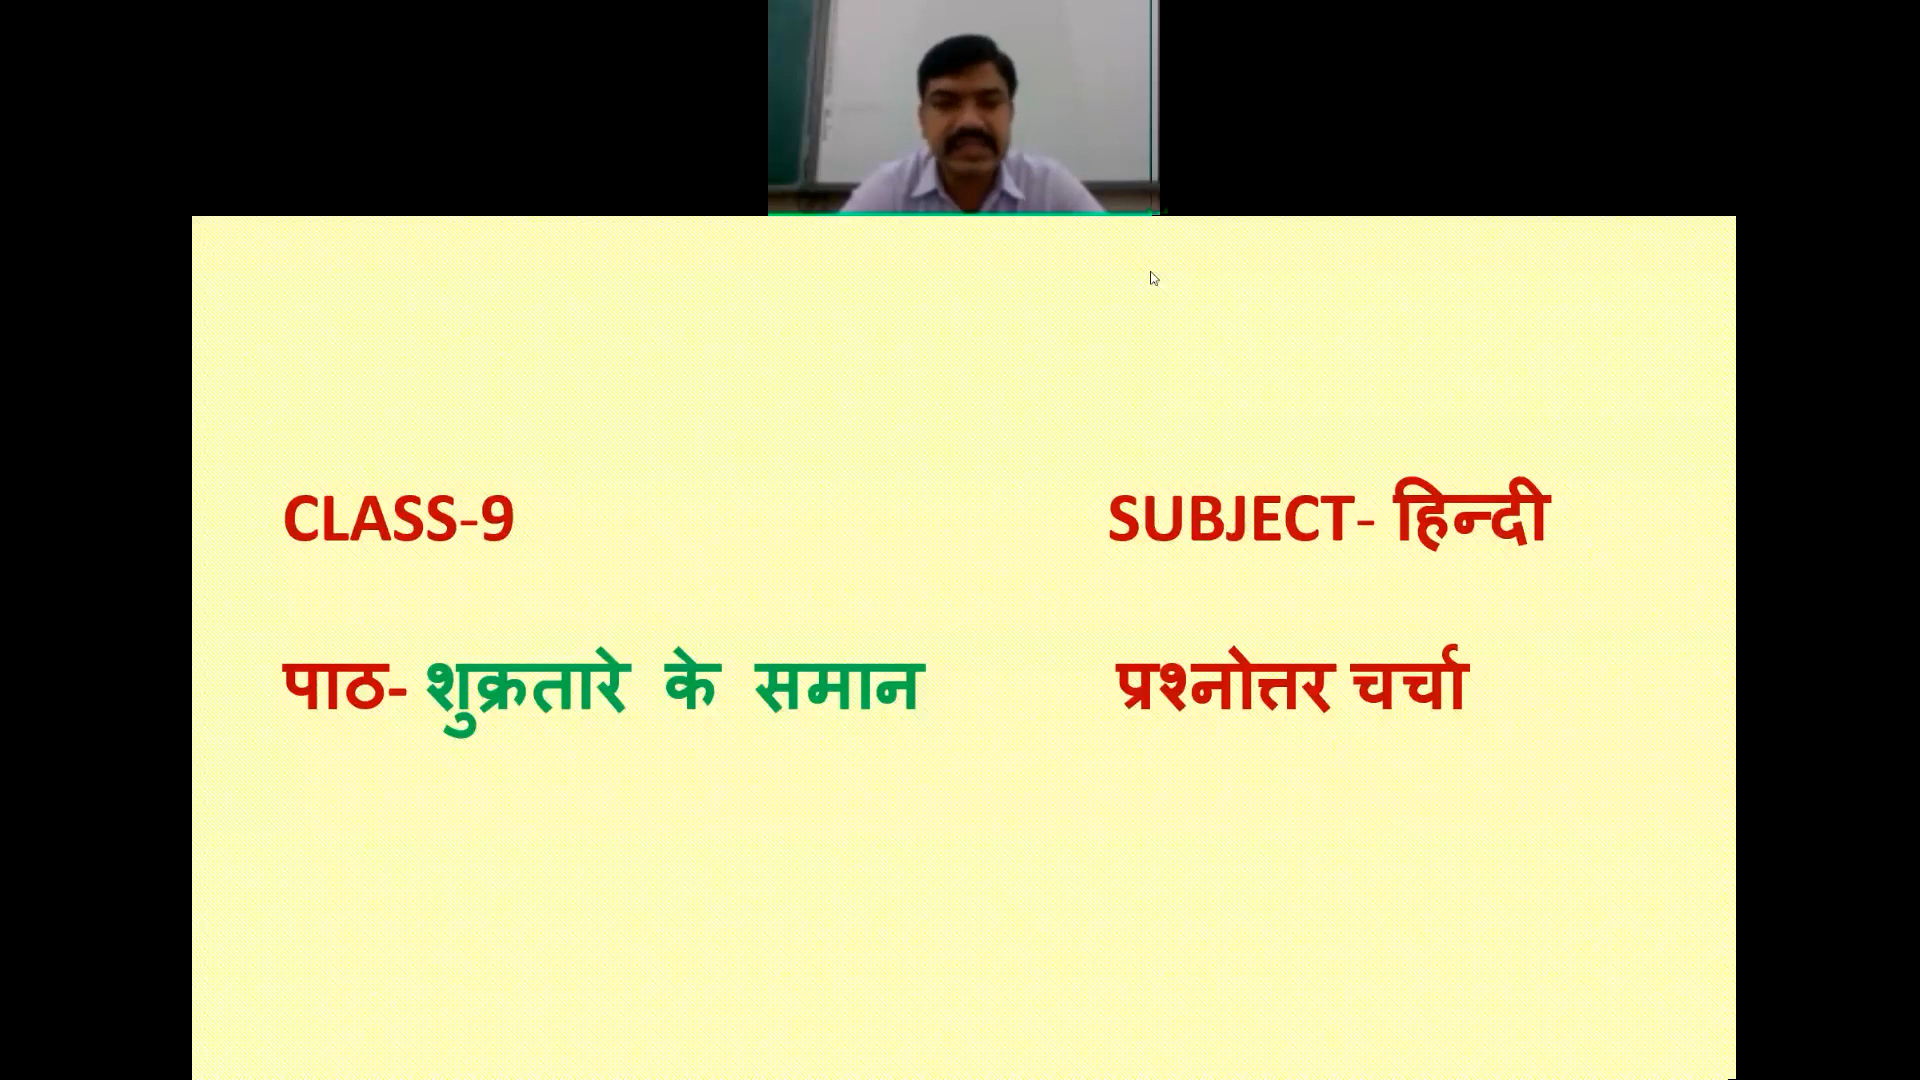 CLASS-9 SUBJECT- हिन्दी
पाठ- शुक्रतारे के समान प्रश्नोत्तर चर्चा